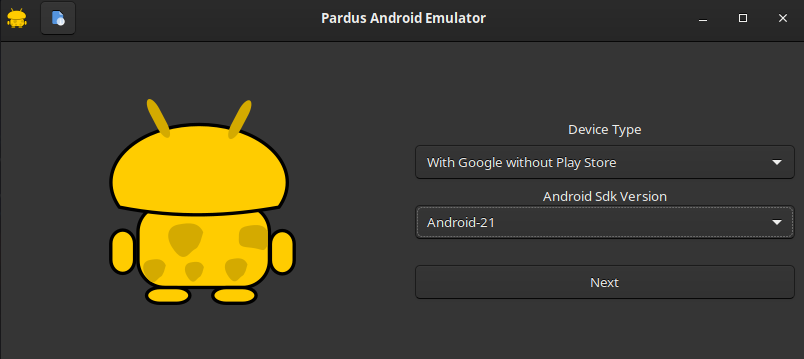 Pardus Android Emulator
Device Type
With Google without Play Store
Android Sdk Version
Android-21
Next